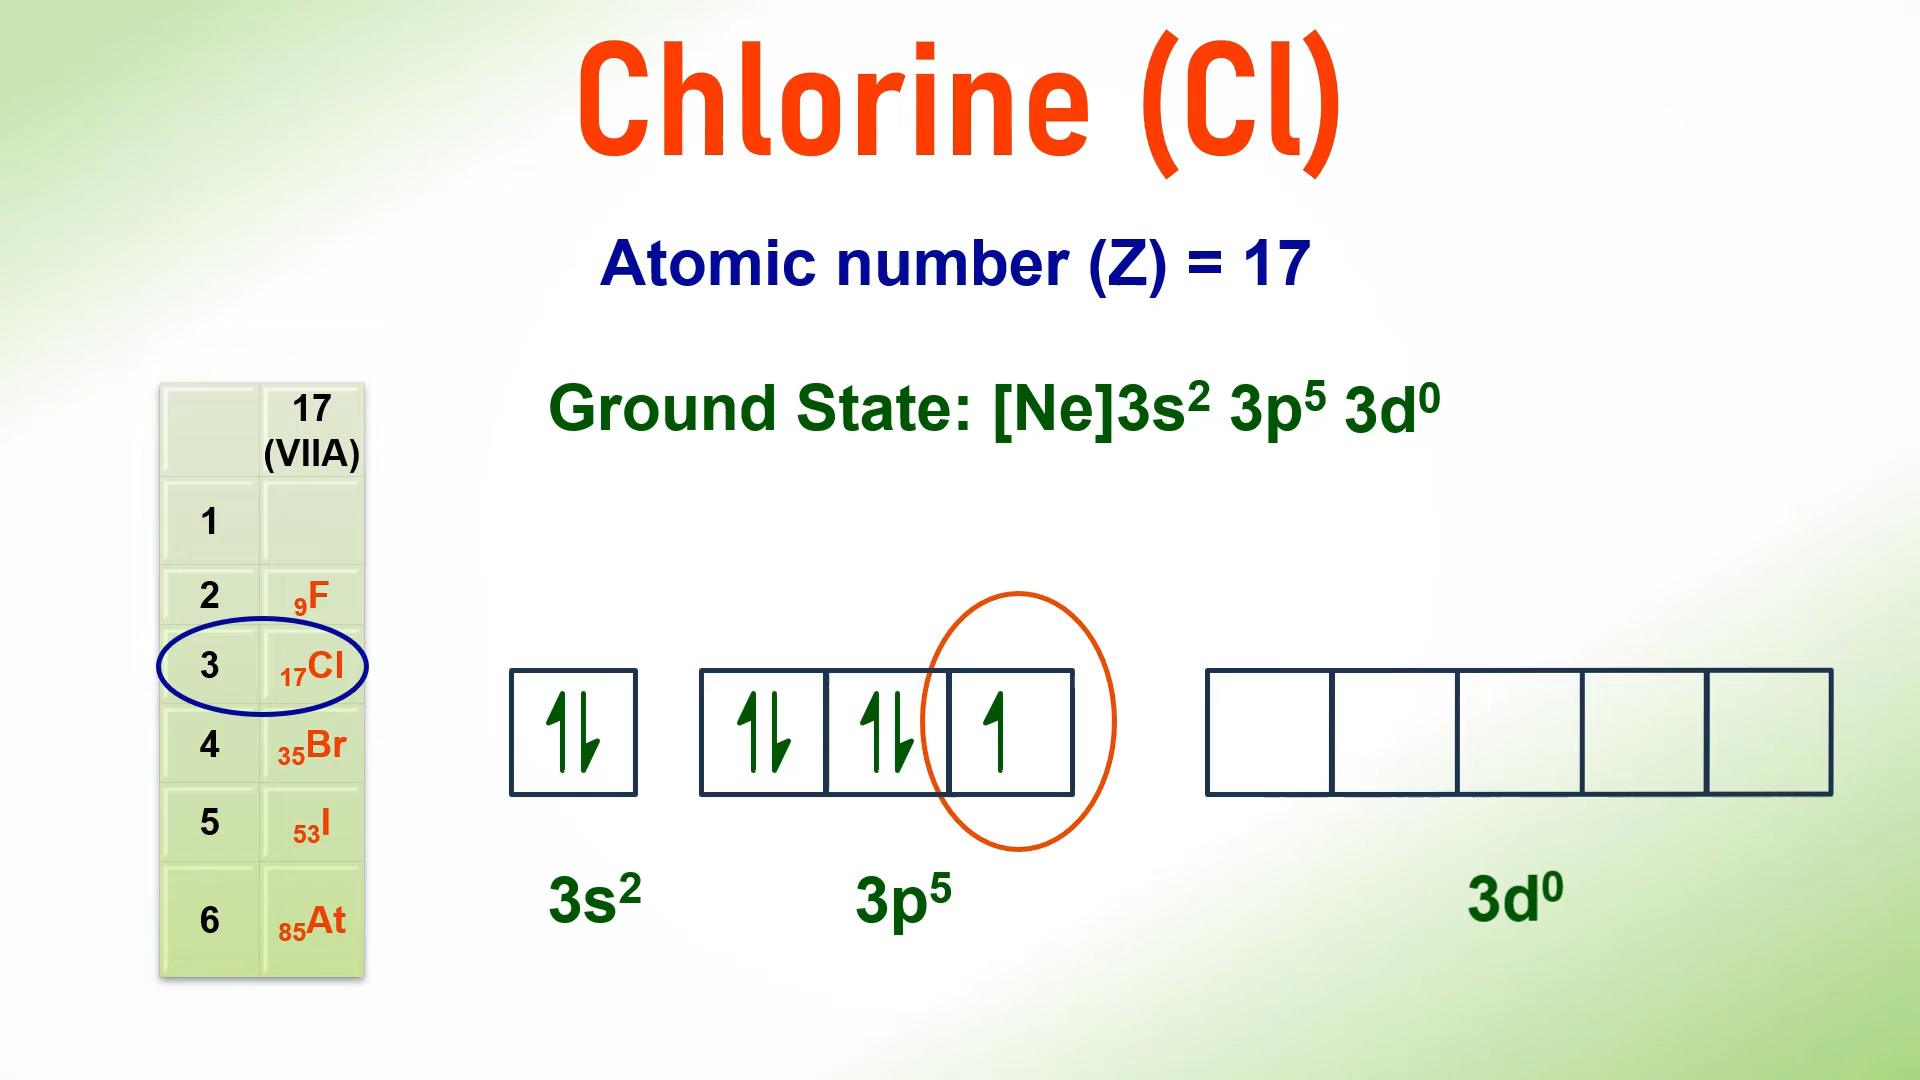 Chlorine (Cl)
Atomic number (Z) = 17
Ground State: [Ne]3s² 3p⁵ 3d⁰
17
(VIIA)
1
2 ₉F
3 ₁₇Cl
4 ₃₅Br
5 ₅₃I
6 ₈₅At
3s² 3p⁵ 3d⁰